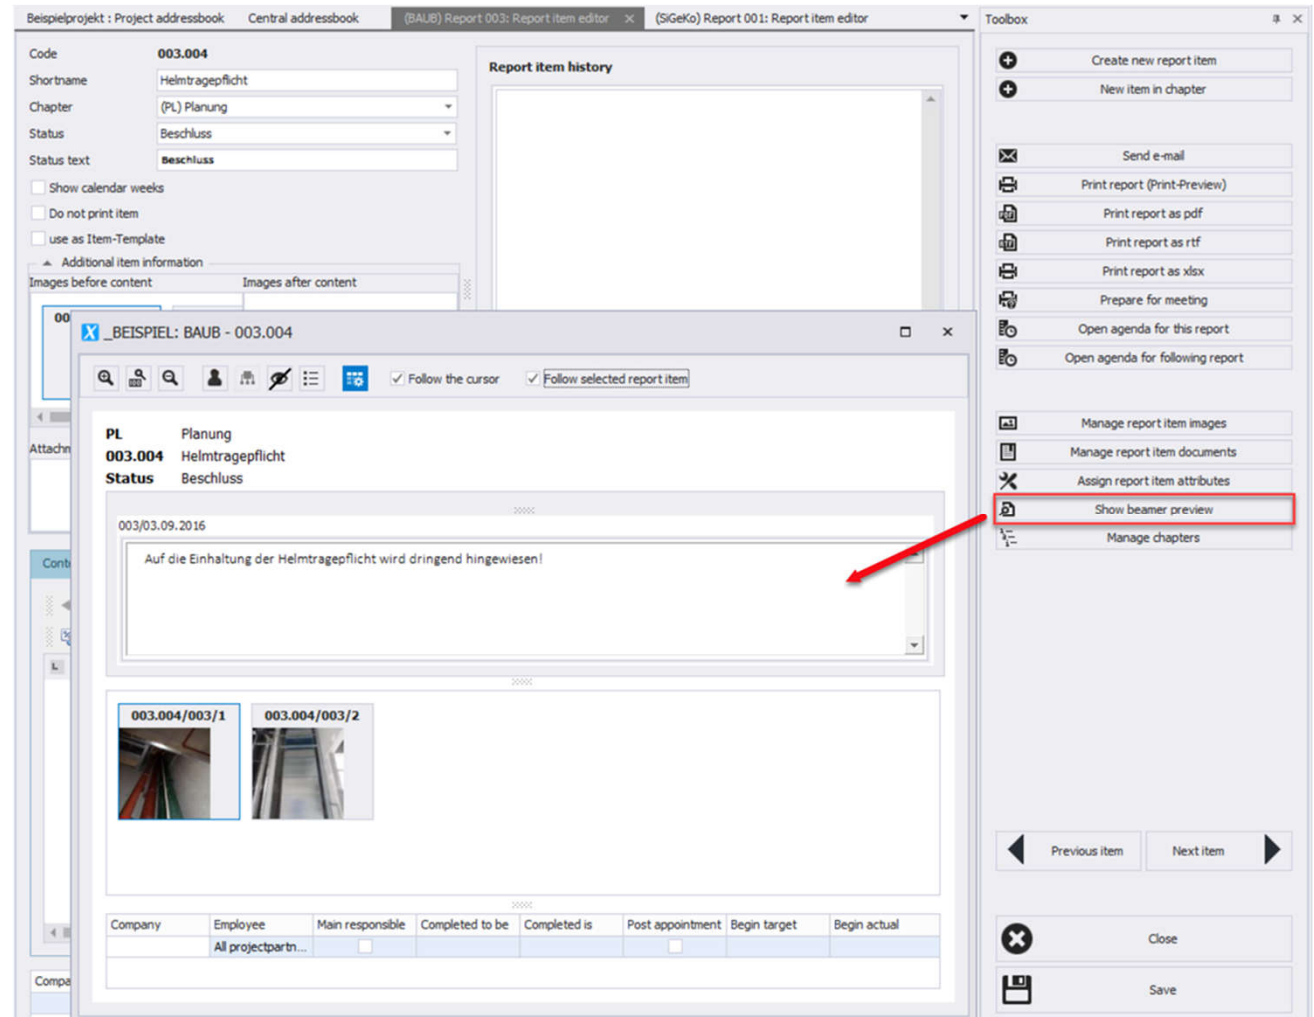 Beispielprojekt : Project addressbook
Central addressbook
(BAUB) Report 003: Report item editor
(SiGeKo) Report 001: Report item editor
Toolbox
Code 003.004
Shortname Helmtragepflicht
Chapter (PL) Planung
Status Beschluss
Status text Beschluss
Show calendar weeks
Do not print item
use as Item-Template
Additional item information
Images before content Images after content
00
Attachn
Conte
Compa
Report item history
_BEISPIEL: BAUB - 003.004
Follow the cursor
Follow selected report item
PL Planung
003.004 Helmtragepflicht
Status Beschluss
003/03.09.2016
Auf die Einhaltung der Helmtragepflicht wird dringend hingewiesen!
003.004/003/1 003.004/003/2
Company Employee Main responsible Completed to be Completed is Post appointment Begin target Begin actual
All projectpartn...
Create new report item
New item in chapter
Send e-mail
Print report (Print-Preview)
Print report as pdf
Print report as rtf
Print report as xlsx
Prepare for meeting
Open agenda for this report
Open agenda for following report
Manage report item images
Manage report item documents
Assign report item attributes
Show beamer preview
Manage chapters
Previous item Next item
Close
Save